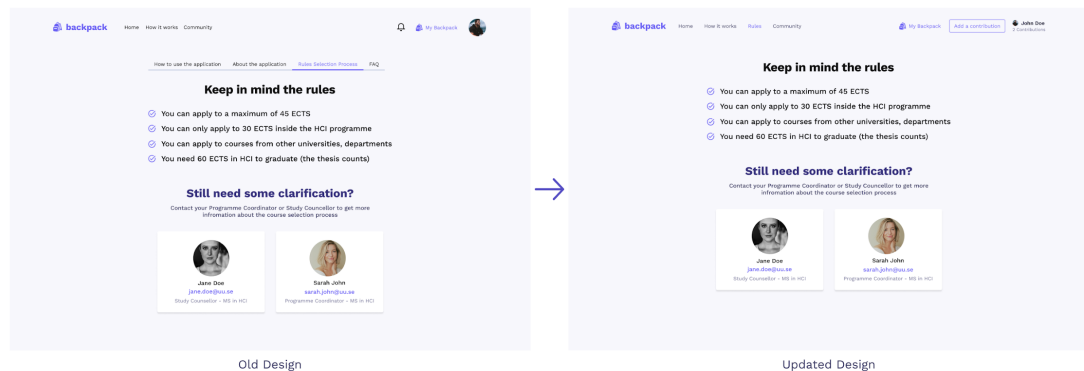 backpack
Home How it works Community
My Backpack
How to use the application About the application Rules Selection Process FAQ
Keep in mind the rules
You can apply to a maximum of 45 ECTS
You can only apply to 30 ECTS inside the HCI programme
You can apply to courses from other universities, departments
You need 60 ECTS in HCI to graduate (the thesis counts)
Still need some clarification?
Contact your Programme Coordinator or Study Counsellor to get more
infromation about the course selection process
Jane Doe
jane.doe@uu.se
Study Counsellor - MS in HCI
Sarah John
sarah.john@uu.se
Programme Coordinator - MS in HCI
Old Design
backpack
Home How it works Rules Community
My Backpack
Add a contribution
John Doe
2 Contributions
Keep in mind the rules
You can apply to a maximum of 45 ECTS
You can only apply to 30 ECTS inside the HCI programme
You can apply to courses from other universities, departments
You need 60 ECTS in HCI to graduate (the thesis counts)
Still need some clarification?
Contact your Programme Coordinator or Study Counsellor to get more
infromation about the course selection process
Jane Doe
jane.doe@uu.se
Study Counsellor - MS in HCI
Sarah John
sarah.john@uu.se
Programme Coordinator - MS in HCI
Updated Design